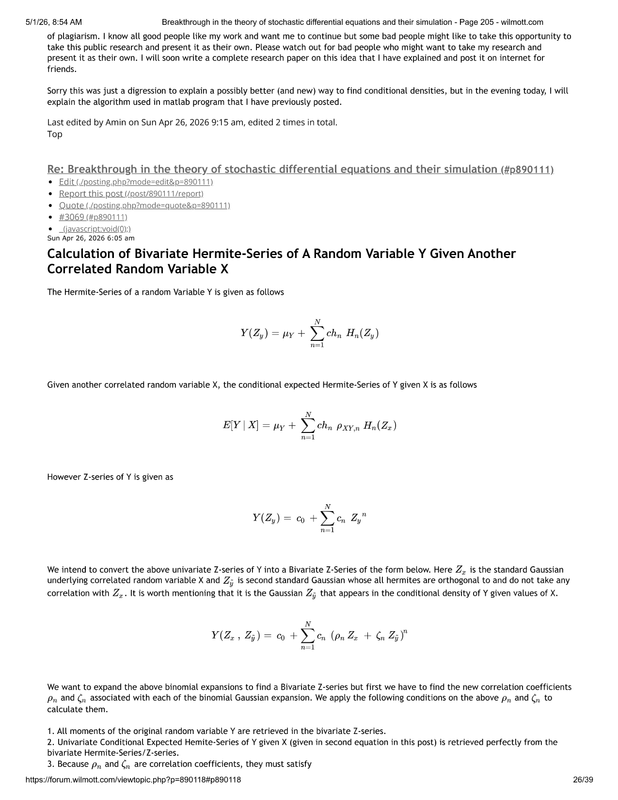 5/1/26, 8:54 AM Breakthrough in the theory of stochastic differential equations and their simulation - Page 205 - wilmott.com
of plagiarism. I know all good people like my work and want me to continue but some bad people might like to take this opportunity to
take this public research and present it as their own. Please watch out for bad people who might want to take my research and
present it as their own. I will soon write a complete research paper on this idea that I have explained and post it on internet for
friends.
Sorry this was just a digression to explain a possibly better (and new) way to find conditional densities, but in the evening today, I will
explain the algorithm used in matlab program that I have previously posted.
Last edited by Amin on Sun Apr 26, 2026 9:15 am, edited 2 times in total.
Top
Re: Breakthrough in the theory of stochastic differential equations and their simulation (#p890111)
• Edit (./posting.php?mode=edit&p=890111)
• Report this post (/post/890111/report)
• Quote (./posting.php?mode=quote&p=890111)
• #3069 (#p890111)
• (javascript:void(0);)
Sun Apr 26, 2026 6:05 am
Calculation of Bivariate Hermite-Series of A Random Variable Y Given Another
Correlated Random Variable X
The Hermite-Series of a random Variable Y is given as follows
Y(Z_y) = μ_Y + ∑_{n=1}^{N} ch_n H_n(Z_y)
Given another correlated random variable X, the conditional expected Hermite-Series of Y given X is as follows
E[Y | X] = μ_Y + ∑_{n=1}^{N} ch_n ρ_{XY,n} H_n(Z_x)
However Z-series of Y is given as
Y(Z_y) = c_0 + ∑_{n=1}^{N} c_n Z_y^n
We intend to convert the above univariate Z-series of Y into a Bivariate Z-Series of the form below. Here Z_x is the standard Gaussian
underlying correlated random variable X and Z_ŷ is second standard Gaussian whose all hermites are orthogonal to and do not take any
correlation with Z_x. It is worth mentioning that it is the Gaussian Z_ŷ that appears in the conditional density of Y given values of X.
Y(Z_x , Z_ŷ) = c_0 + ∑_{n=1}^{N} c_n (ρ_n Z_x + ζ_n Z_ŷ)^n
We want to expand the above binomial expansions to find a Bivariate Z-series but first we have to find the new correlation coefficients
ρ_n and ζ_n associated with each of the binomial Gaussian expansion. We apply the following conditions on the above ρ_n and ζ_n to
calculate them.
1. All moments of the original random variable Y are retrieved in the bivariate Z-series.
2. Univariate Conditional Expected Hemite-Series of Y given X (given in second equation in this post) is retrieved perfectly from the
bivariate Hermite-Series/Z-series.
3. Because ρ_n and ζ_n are correlation coefficients, they must satisfy
https://forum.wilmott.com/viewtopic.php?p=890118#p890118 26/39